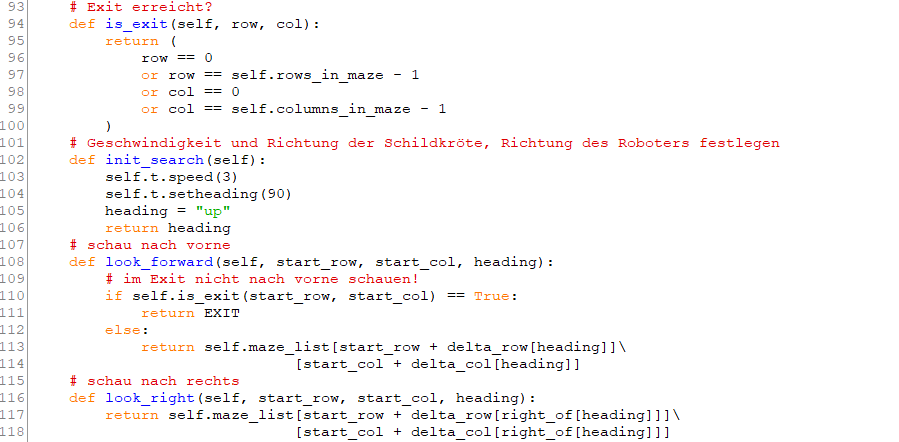 93 # Exit erreicht?
94 def is_exit(self, row, col):
95 return (
96 row == 0
97 or row == self.rows_in_maze - 1
98 or col == 0
99 or col == self.columns_in_maze - 1
100 )
101 # Geschwindigkeit und Richtung der Schildkröte, Richtung des Roboters festlegen
102 def init_search(self):
103 self.t.speed(3)
104 self.t.setheading(90)
105 heading = "up"
106 return heading
107 # schau nach vorne
108 def look_forward(self, start_row, start_col, heading):
109 # im Exit nicht nach vorne schauen!
110 if self.is_exit(start_row, start_col) == True:
111 return EXIT
112 else:
113 return self.maze_list[start_row + delta_row[heading]]\
114 [start_col + delta_col[heading]]
115 # schau nach rechts
116 def look_right(self, start_row, start_col, heading):
117 return self.maze_list[start_row + delta_row[right_of[heading]]]\
118 [start_col + delta_col[right_of[heading]]]